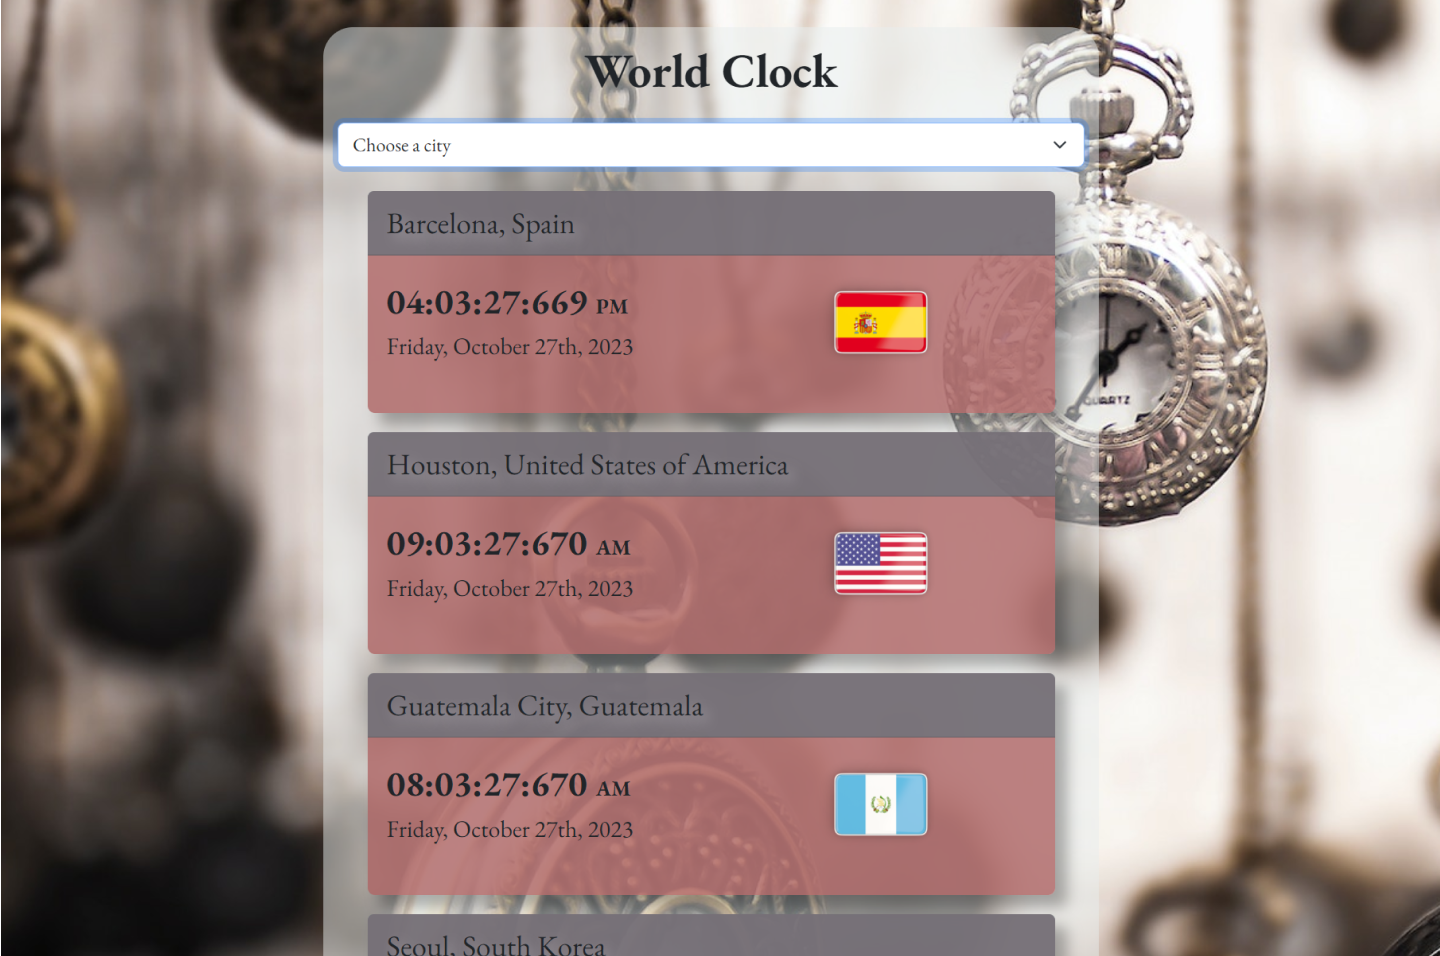 World Clock
Choose a city
Barcelona, Spain
04:03:27:669 PM
Friday, October 27th, 2023
QUARTZ
Houston, United States of America
09:03:27:670 AM
Friday, October 27th, 2023
Guatemala City, Guatemala
08:03:27:670 AM
Friday, October 27th, 2023
Seoul, South Korea